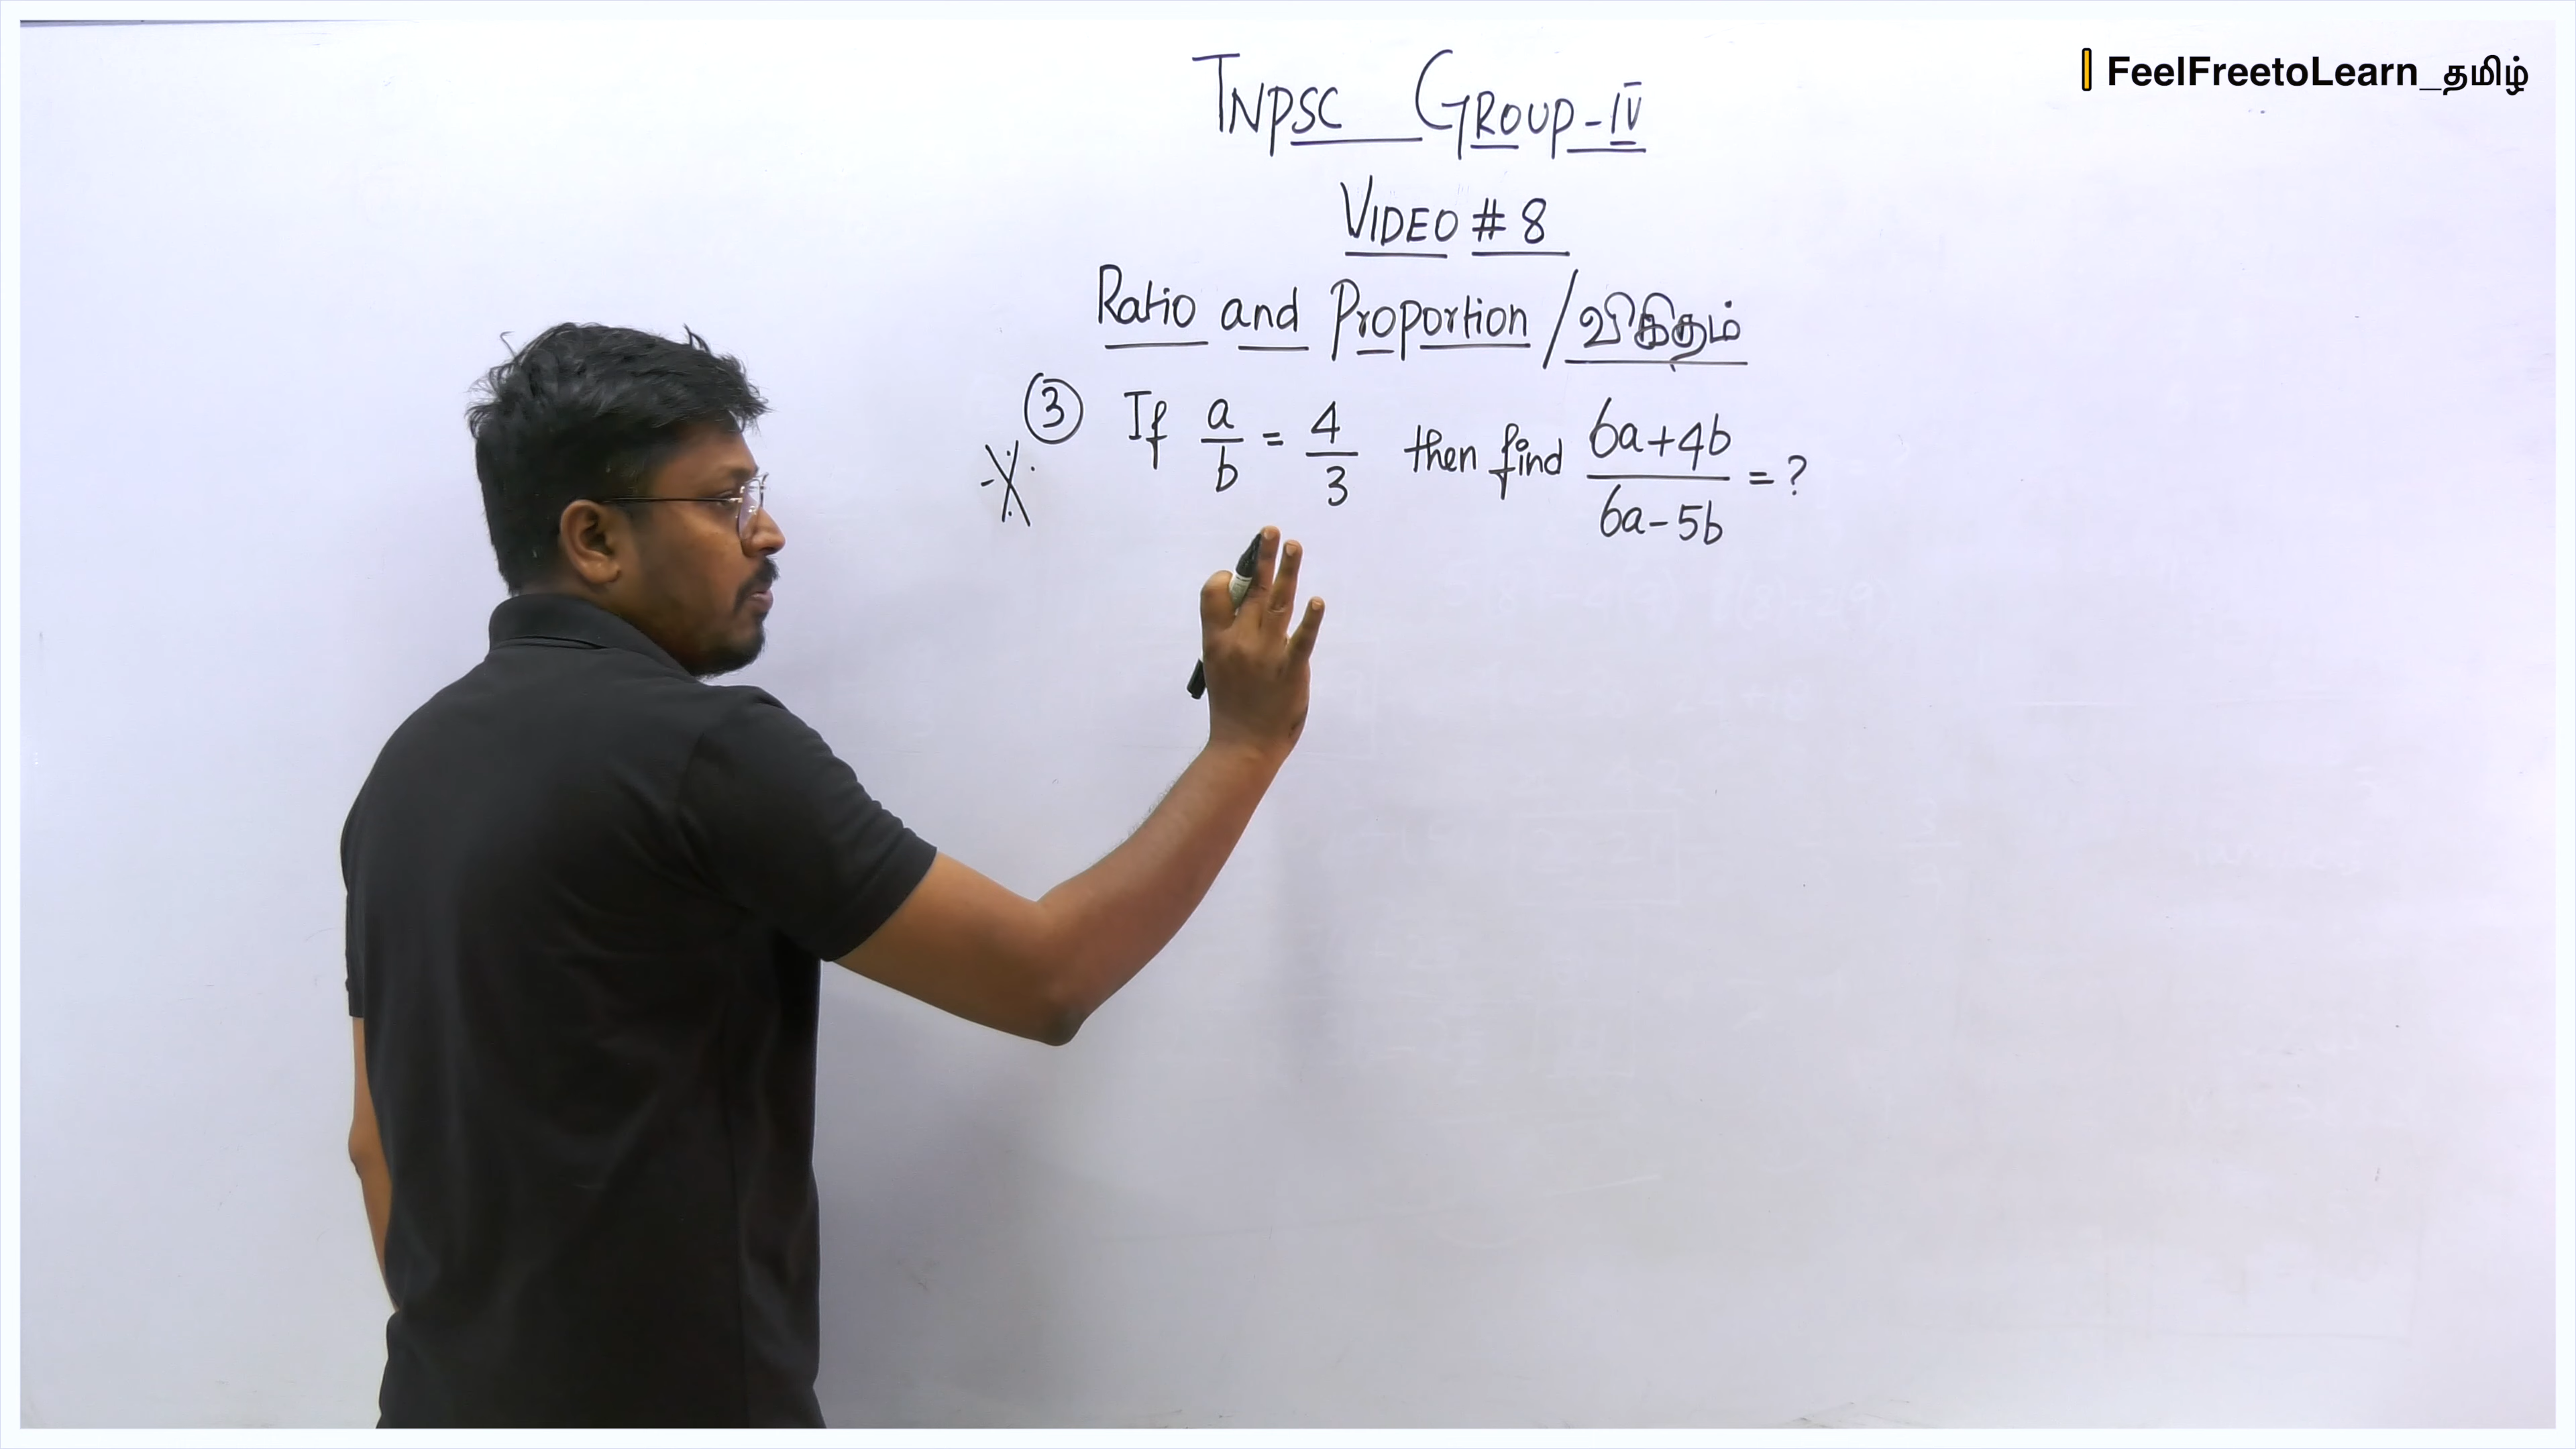 FeelFreetoLearn_தமிழ்
TNPSC GROUP-IV
VIDEO # 8
Ratio and Proportion / விகிதம்
③ If a/b = 4/3 then find (6a+4b)/(6a-5b) = ?